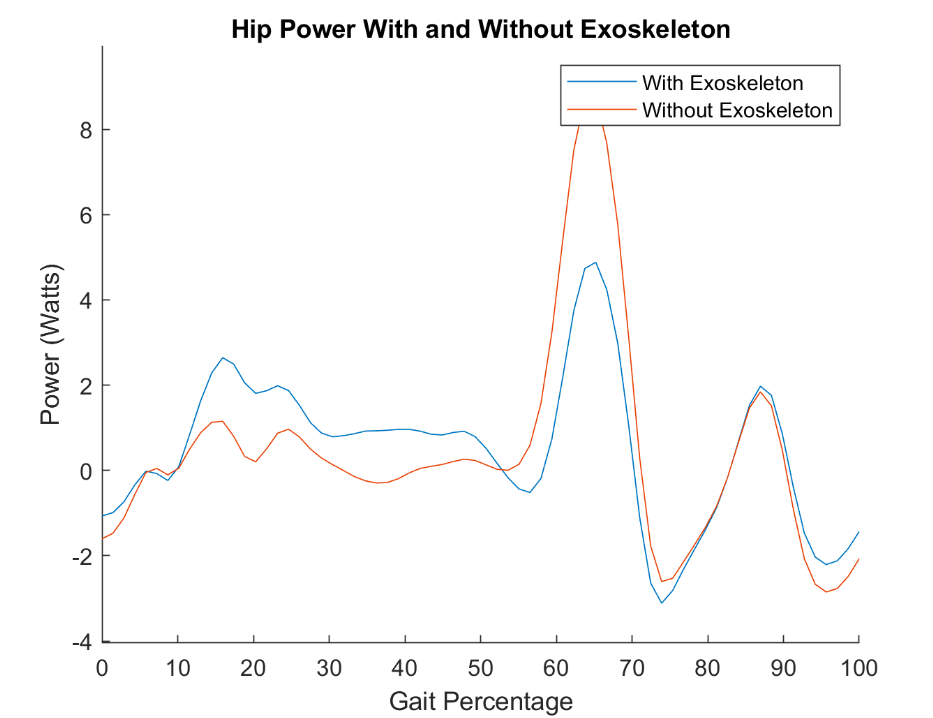 Hip Power With and Without Exoskeleton
With Exoskeleton
Without Exoskeleton
Power (Watts)
8
6
4
2
0
-2
-4
0 10 20 30 40 50 60 70 80 90 100
Gait Percentage